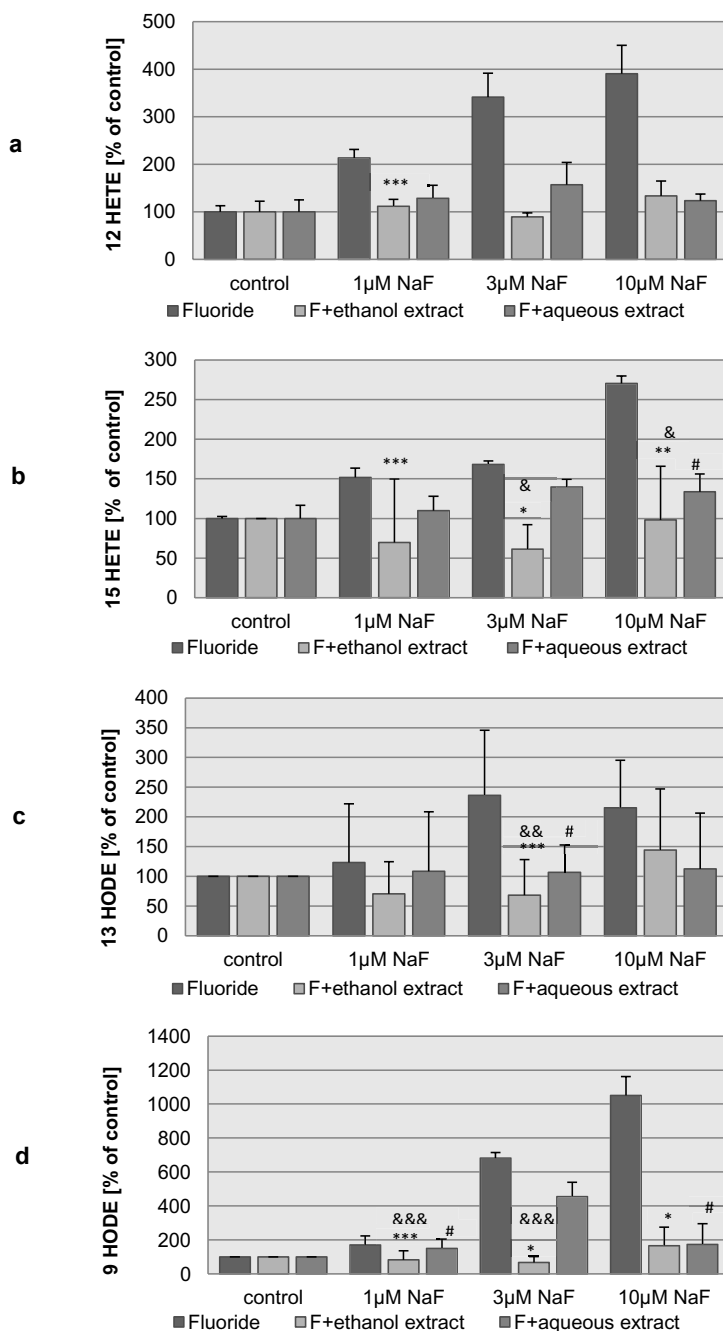 500
400
300
200
100
0
12 HETE [% of control]
a
***
control
1µM NaF
3µM NaF
10µM NaF
Fluoride
F+ethanol extract
F+aqueous extract
300
250
200
150
100
50
0
15 HETE [% of control]
b
***
&
*
&
**
#
control
1µM NaF
3µM NaF
10µM NaF
Fluoride
F+ethanol extract
F+aqueous extract
400
350
300
250
200
150
100
50
0
13 HODE [% of control]
c
&&
***
#
control
1µM NaF
3µM NaF
10µM NaF
Fluoride
F+ethanol extract
F+aqueous extract
1400
1200
1000
800
600
400
200
0
9 HODE [% of control]
d
&&&
***
#
&&&
*
*
#
control
1µM NaF
3µM NaF
10µM NaF
Fluoride
F+ethanol extract
F+aqueous extract